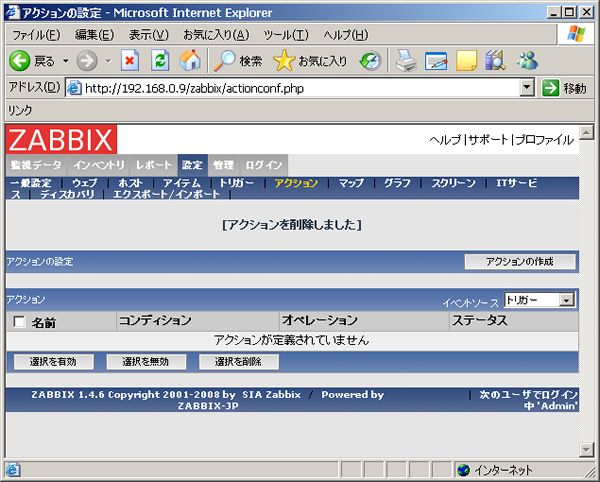 アクションの設定 - Microsoft Internet Explorer
ファイル(F) 編集(E) 表示(V) お気に入り(A) ツール(T) ヘルプ(H)
戻る 検索 お気に入り
アドレス(D) http://192.168.0.9/zabbix/actionconf.php 移動
リンク
ZABBIX
ヘルプ|サポート|プロファイル
監視データ インベントリ レポート 設定 管理 ログイン
一般設定 | ウェブ | ホスト | アイテム | トリガー | アクション | マップ | グラフ | スクリーン | ITサービ
ス | ディスカバリ | エクスポート/インポート |
[アクションを削除しました]
アクションの設定 アクションの作成
アクション イベントソース トリガー
名前 コンディション オペレーション ステータス
アクションが定義されていません
選択を有効 選択を無効 選択を削除
ZABBIX 1.4.6 Copyright 2001-2008 by SIA Zabbix / Powered by
ZABBIX-JP
| 次のユーザでログイン
中 'Admin'
インターネット